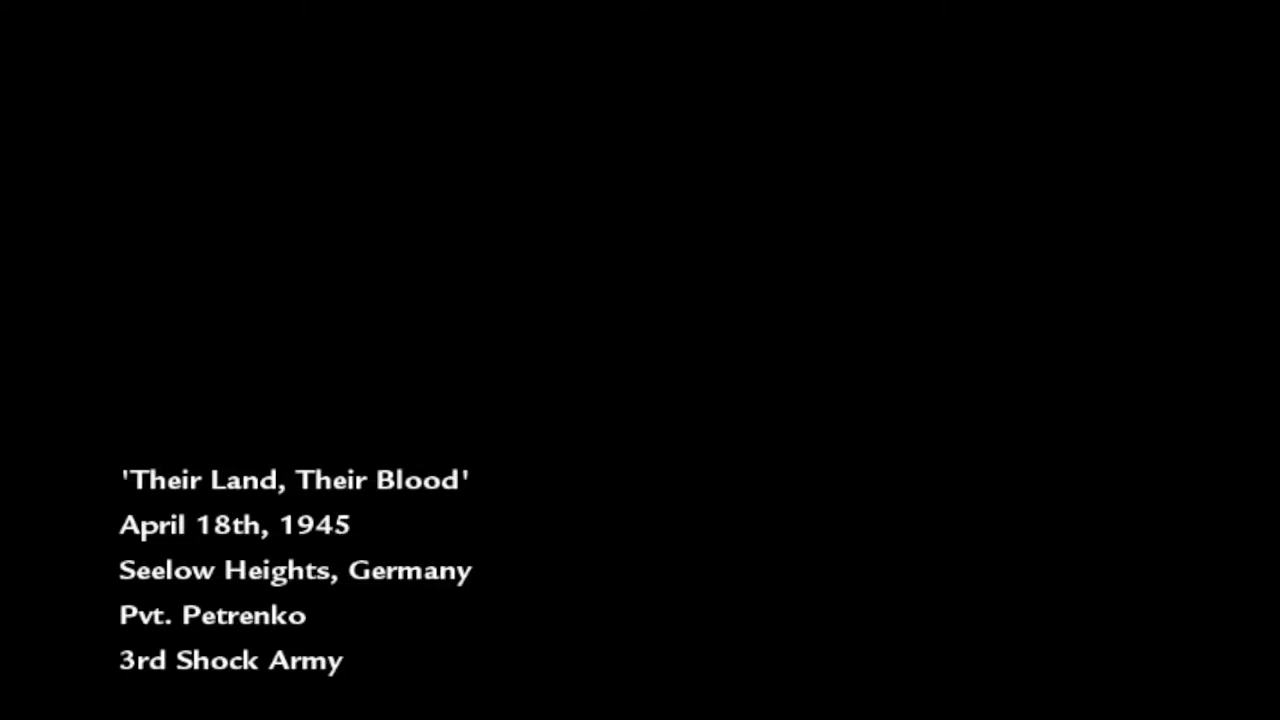 'Their Land, Their Blood'
April 18th, 1945
Seelow Heights, Germany
Pvt. Petrenko
3rd Shock Army